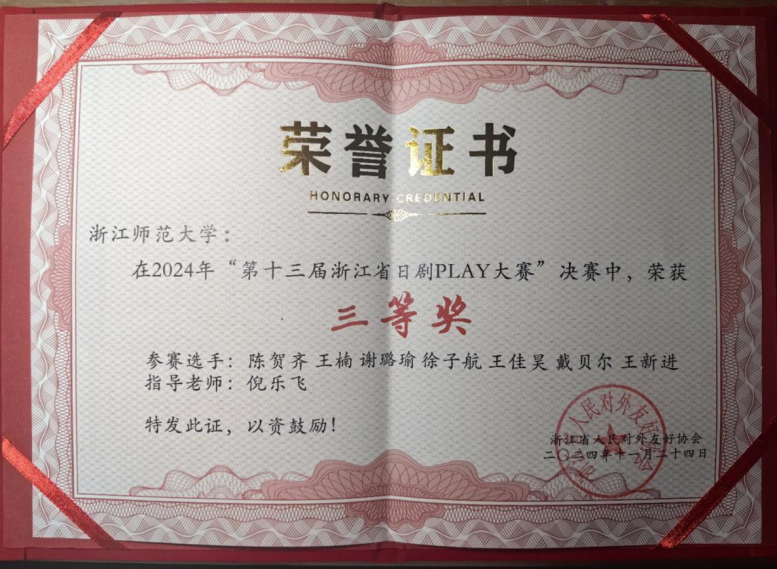 荣誉证书
HONORARY CREDENTIAL
浙江师范大学：
在2024年“第十三届浙江省日剧PLAY大赛”决赛中，荣获
三等奖
参赛选手：陈贺齐 王楠 谢璐瑜 徐子航 王佳昊 戴贝尔 王新进
指导老师：倪乐飞
特发此证，以资鼓励！
浙江省人民对外友好协会
二〇二四年十一月二十四日